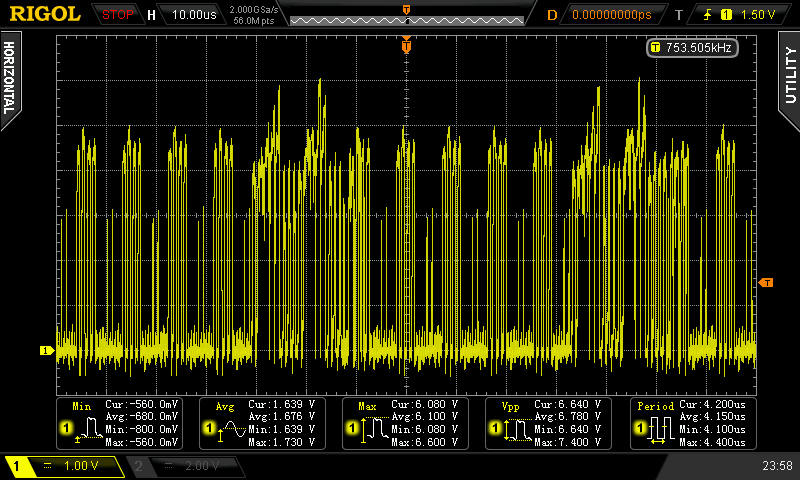 RIGOL STOP H 10.00us 2.000GSa/s 56.0M pts D 0.00000000ps T 1 1.50 V
T
T 753.505kHz
HORIZONTAL
UTILITY
T
1
Min Cur:-560.0mV Avg:-680.0mV Min:-800.0mV Max:-560.0mV
1
Avg Cur:1.639 V Avg:1.676 V Min:1.639 V Max:1.730 V
1
Max Cur:6.080 V Avg:6.100 V Min:6.080 V Max:6.600 V
1
Vpp Cur:6.640 V Avg:6.780 V Min:6.640 V Max:7.400 V
1
Period Cur:4.200us Avg:4.150us Min:4.100us Max:4.400us
1
1 1.00 V 2 2.00 V 23:58